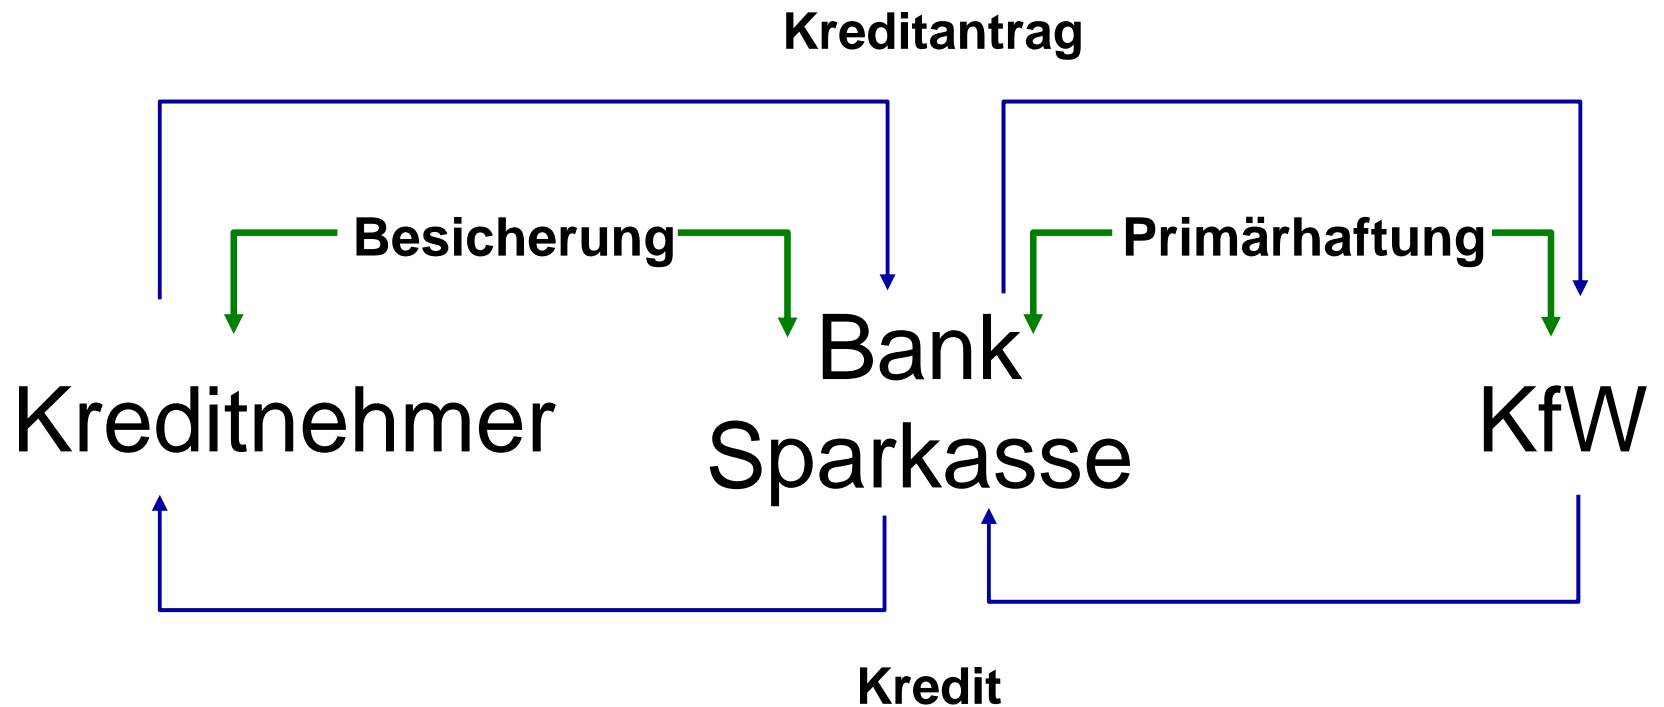 Kreditantrag
Besicherung
Primärhaftung
Bank
Kreditnehmer
Sparkasse
KfW
Kredit